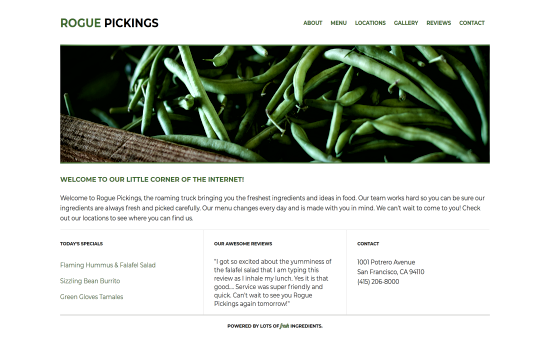 ROGUE PICKINGS
ABOUT MENU LOCATIONS GALLERY REVIEWS CONTACT
WELCOME TO OUR LITTLE CORNER OF THE INTERNET!
Welcome to Rogue Pickings, the roaming truck bringing you the freshest ingredients and ideas in food. Our team works hard so you can be sure our
ingredients are always fresh and picked carefully. Our menu changes every day and is made with you in mind. We can't wait to come to you! Check
out our locations to see where you can find us.
TODAY'S SPECIALS
Flaming Hummus & Falafel Salad
Sizzling Bean Burrito
Green Gloves Tamales
OUR AWESOME REVIEWS
"I got so excited about the yumminess of
the falafel salad that I am typing this
review as I inhale my lunch. Yes it is that
good.... Service was super friendly and
quick. Can't wait to see you Rogue
Pickings again tomorrow!"
CONTACT
1001 Potrero Avenue
San Francisco, CA 94110
(415) 206-8000
POWERED BY LOTS OF fresh INGREDIENTS.